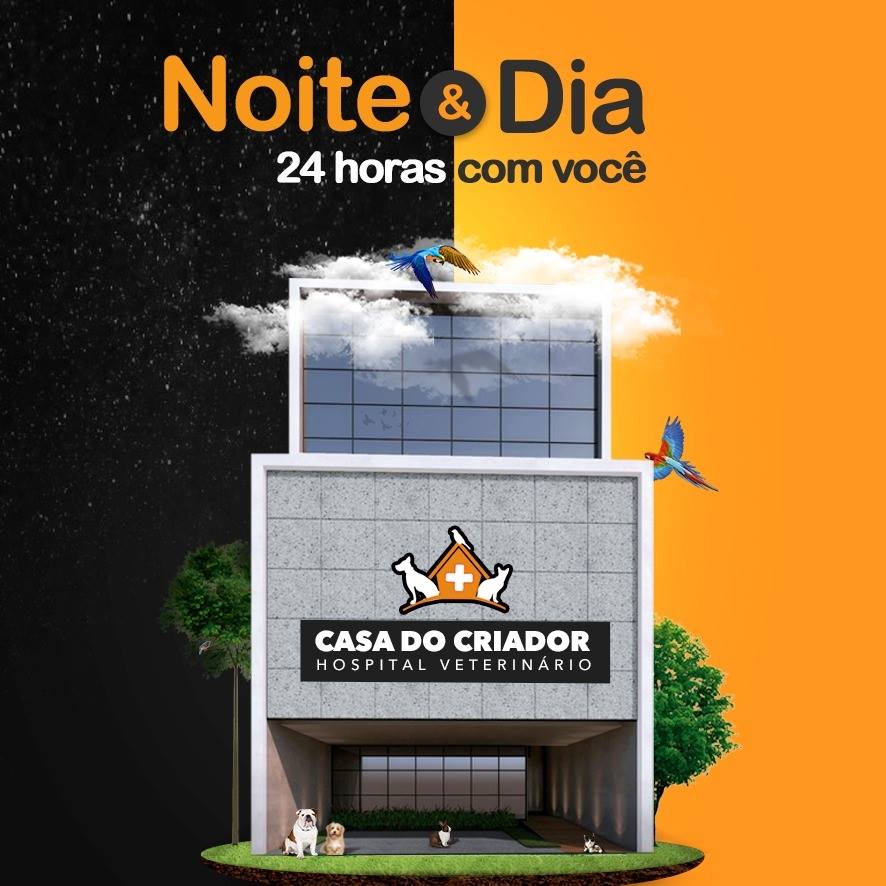 Noite & Dia
24 horas com você
CASA DO CRIADOR
HOSPITAL VETERINÁRIO